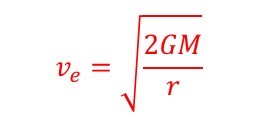 v_e = √(2GM/r)